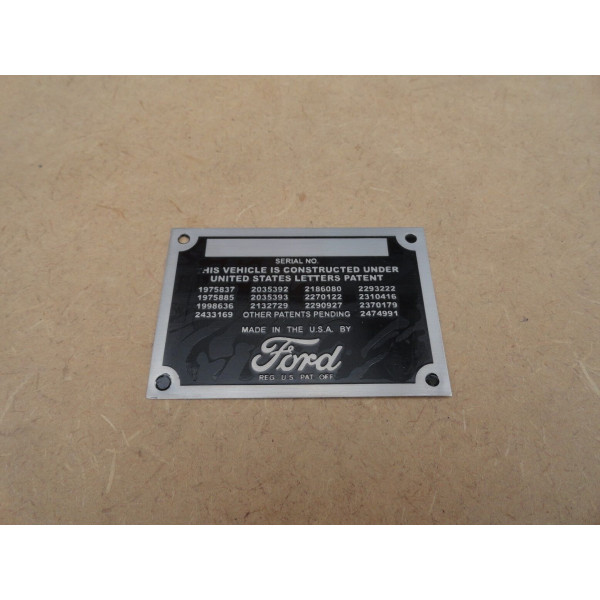 SERIAL NO.
THIS VEHICLE IS CONSTRUCTED UNDER
UNITED STATES LETTERS PATENT
1975837 2035392 2186080 2293222
1975885 2035393 2270122 2310416
1998636 2132729 2290927 2370179
2433169 OTHER PATENTS PENDING 2474991
MADE IN THE U.S.A. BY
Ford
REG. U.S. PAT. OFF.